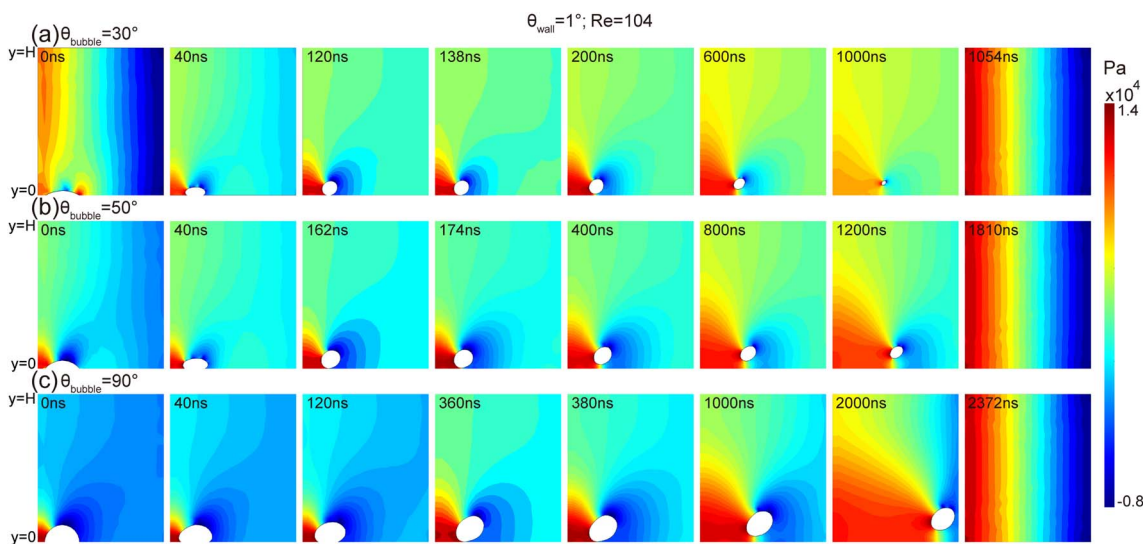 θwall=1°; Re=104
(a) θbubble=30°
y=H
0ns 40ns 120ns 138ns 200ns 600ns 1000ns 1054ns
y=0
(b) θbubble=50°
y=H
0ns 40ns 162ns 174ns 400ns 800ns 1200ns 1810ns
y=0
(c) θbubble=90°
y=H
0ns 40ns 120ns 360ns 380ns 1000ns 2000ns 2372ns
y=0
Pa
x10⁴
1.4
-0.8